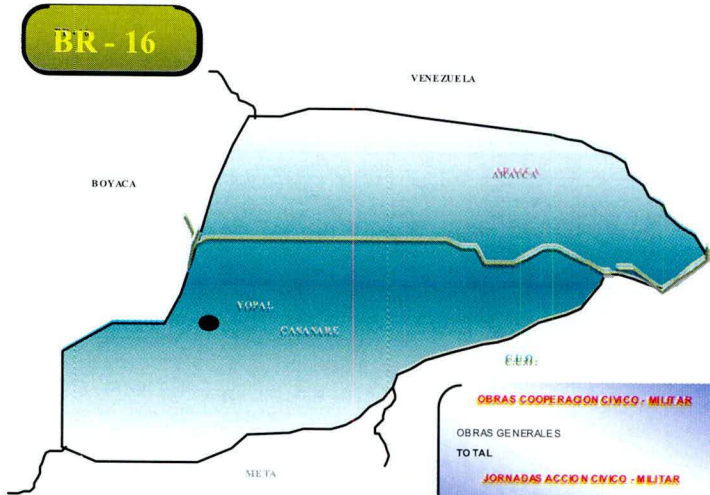 BR - 16
VENEZUELA
BOYACA
ARAUCA
YOPAL
CASANARE
C.U.O:
OBRAS COOPERACION CIVICO - MILITAR
OBRAS GENERALES
TOTAL
META
JORNADAS ACCION CIVICO - MILITAR